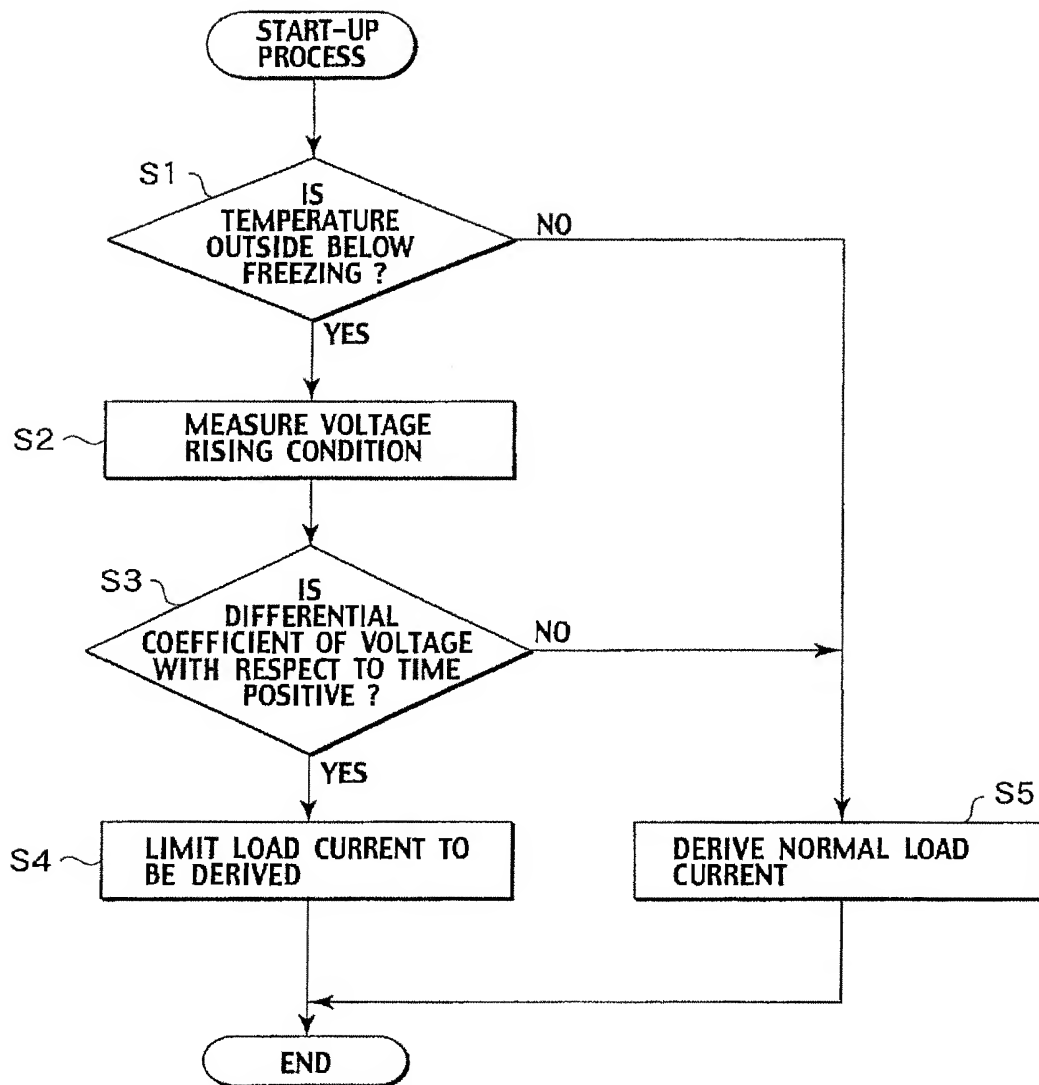 START-UP
PROCESS
S1
IS
TEMPERATURE
OUTSIDE BELOW
FREEZING ?
NO
YES
S2
MEASURE VOLTAGE
RISING CONDITION
S3
IS
DIFFERENTIAL
COEFFICIENT OF VOLTAGE
WITH RESPECT TO TIME
POSITIVE ?
NO
YES
S4
LIMIT LOAD CURRENT TO
BE DERIVED
S5
DERIVE NORMAL LOAD
CURRENT
END